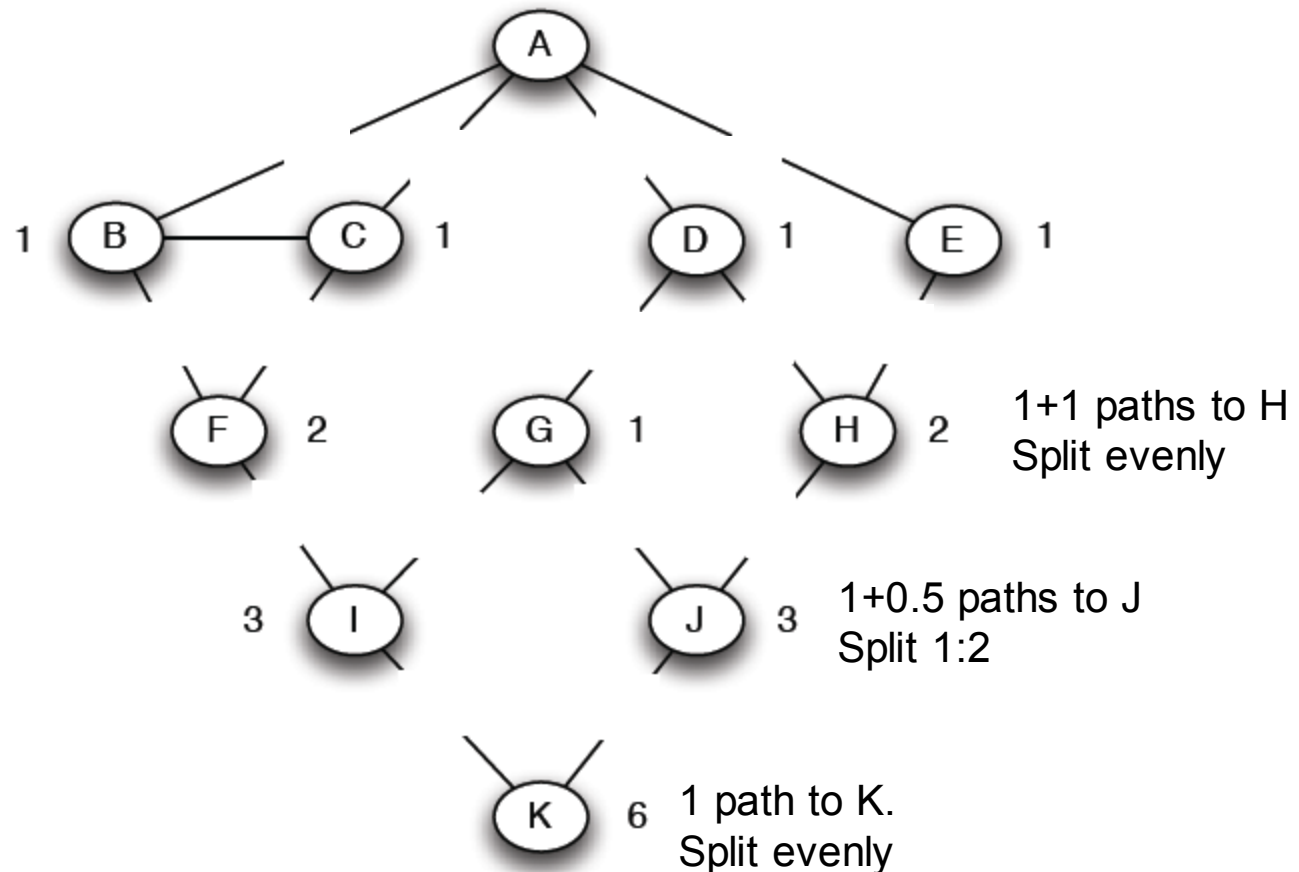 A
1 B C 1 D 1 E 1
F 2 G 1 H 2
1+1 paths to H
Split evenly
3 I J 3
1+0.5 paths to J
Split 1:2
K 6
1 path to K.
Split evenly